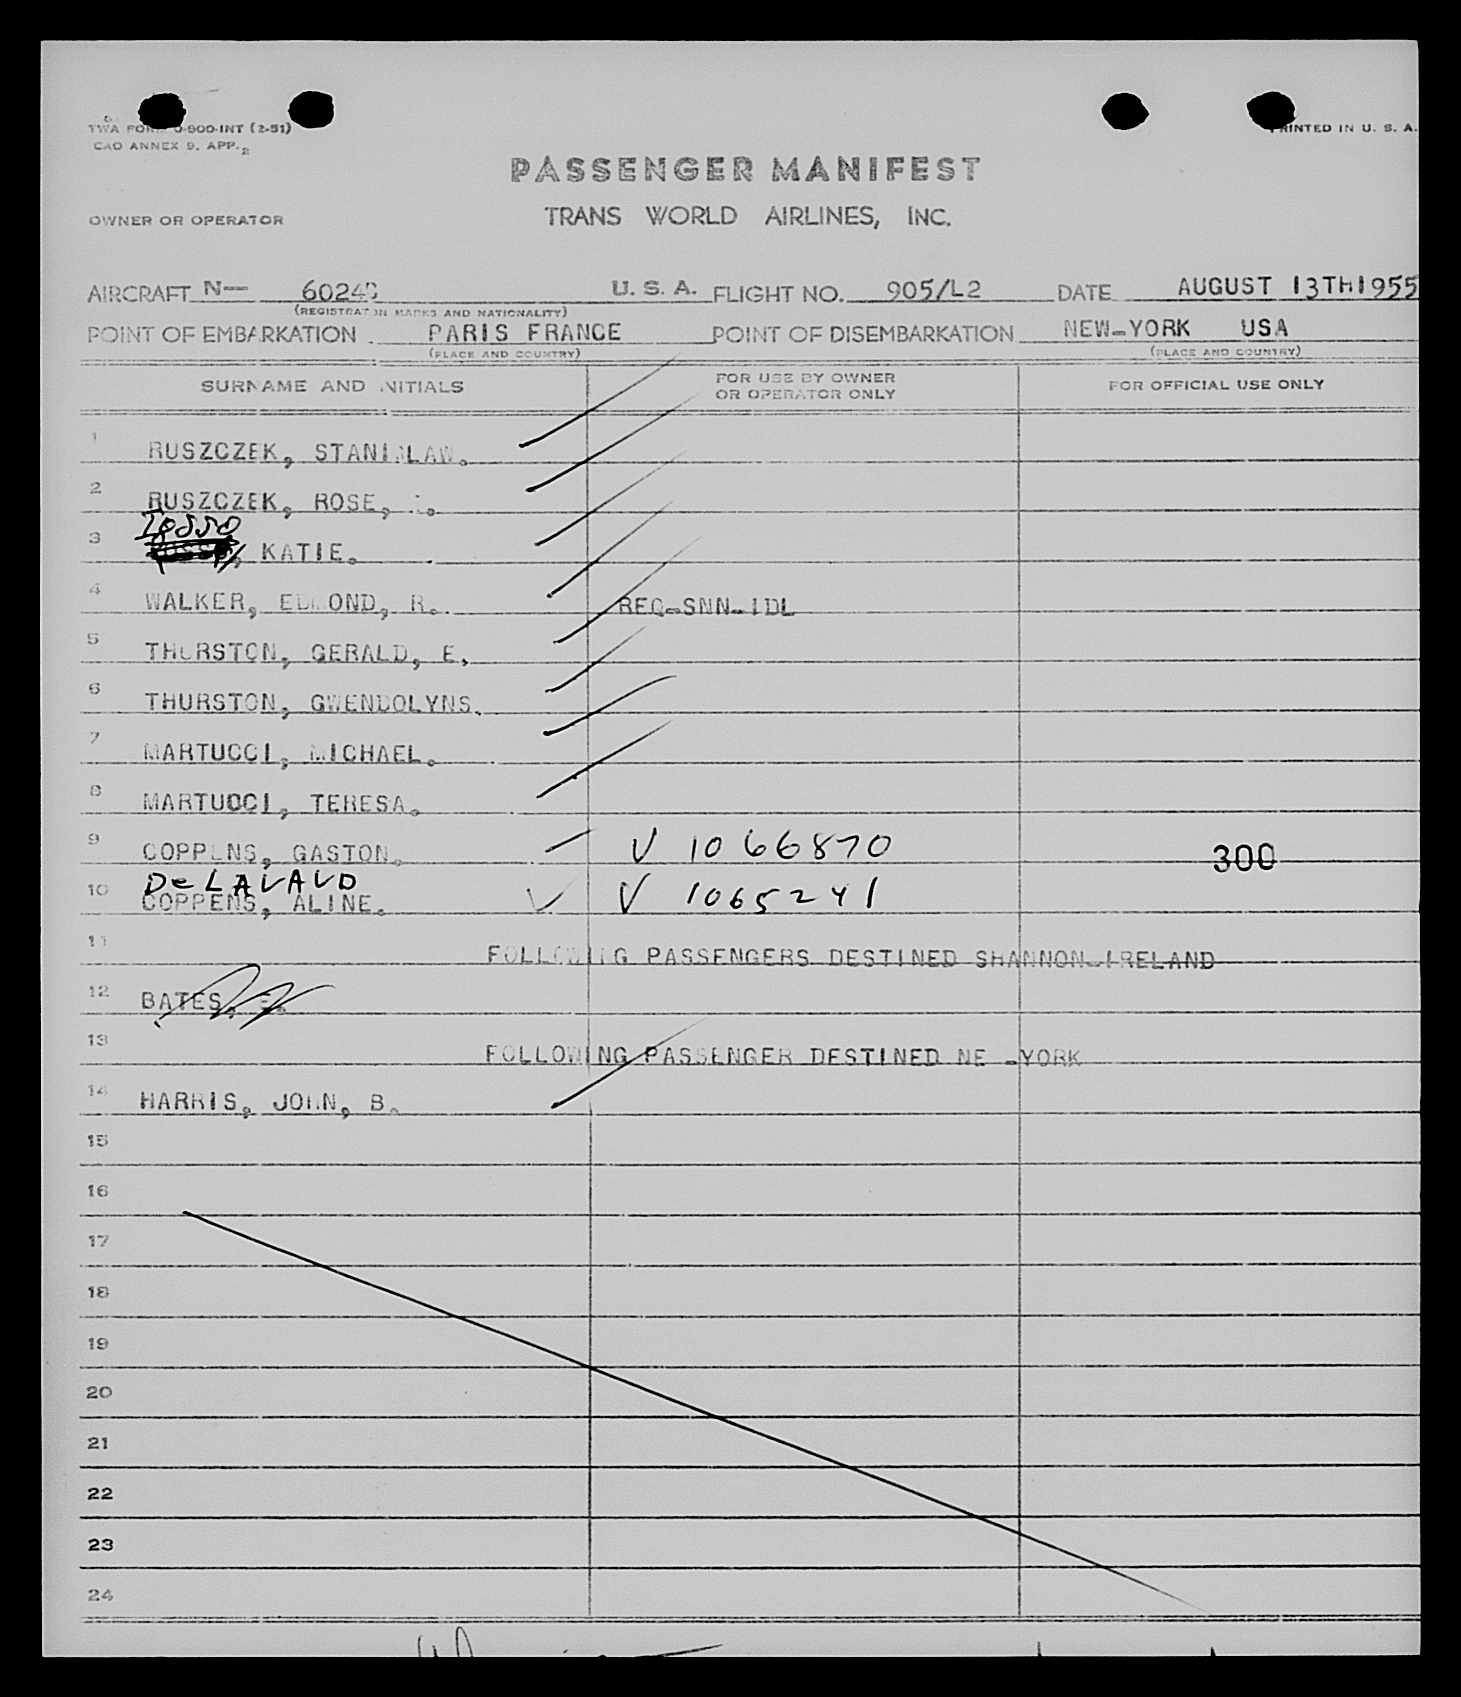 TWA FORM 0-900-INT (2-51)
PRINTED IN U. S. A.
CAO ANNEX 9. APP. 2
PASSENGER MANIFEST
OWNER OR OPERATOR TRANS WORLD AIRLINES, INC.
AIRCRAFT N— U. S. A. FLIGHT NO. 905/L2 DATE AUGUST 13TH1955
(REGISTRATION MARKS AND NATIONALITY)
POINT OF EMBARKATION PARIS FRANCE POINT OF DISEMBARKATION NEW-YORK USA
(PLACE AND COUNTRY) (PLACE AND COUNTRY)
SURNAME AND INITIALS FOR USE BY OWNER OR OPERATOR ONLY FOR OFFICIAL USE ONLY
1 RUSZCZEK, STANISLAW.
2 RUSZCZEK, ROSE,
3 KATIE.
4 WALKER, EDMOND, R. REC-SNN-IDL
5 THURSTON, GERALD, E.
6 THURSTON, GWENDOLYNS.
7 MARTUCCI, MICHAEL.
8 MARTUCCI, TERESA.
9 COPPENS, GASTON. V 1066870 300
De LAVAUD
10 COPPENS, ALINE. V 1065241
11 FOLLOWING PASSENGERS DESTINED SHANNON-IRELAND
12 BATES, E.
13 FOLLOWING PASSENGER DESTINED NE -YORK
14 HARRIS, JOHN, B.
15
16
17
18
19
20
21
22
23
24